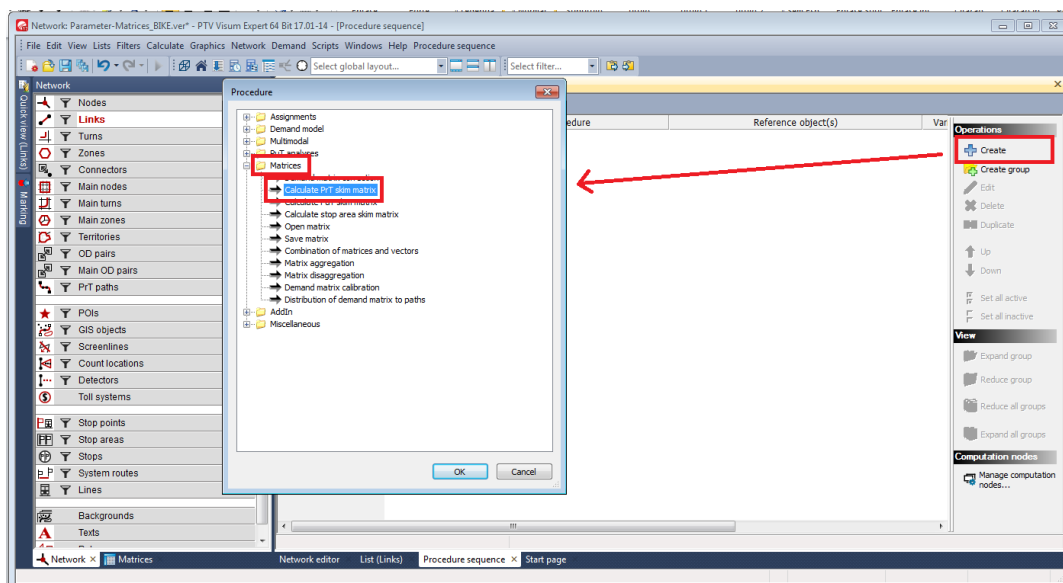 Network: Parameter-Matrices_BIKE.ver* - PTV Visum Expert 64 Bit 17.01-14 - [Procedure sequence]
File Edit View Lists Filters Calculate Graphics Network Demand Scripts Windows Help Procedure sequence
Select global layout...
Select filter...
Quick view (Links)
Marking
Network
Nodes
Links
Turns
Zones
Connectors
Main nodes
Main turns
Main zones
Territories
OD pairs
Main OD pairs
PrT paths
POIs
GIS objects
Screenlines
Count locations
Detectors
Toll systems
Stop points
Stop areas
Stops
System routes
Lines
Backgrounds
Texts
Network
Matrices
Procedure
Assignments
Demand model
Multimodal
PuT analyses
Matrices
Calculate PrT skim matrix
Calculate PuT skim matrix
Calculate stop area skim matrix
Open matrix
Save matrix
Combination of matrices and vectors
Matrix aggregation
Matrix disaggregation
Demand matrix calibration
Distribution of demand matrix to paths
AddIn
Miscellaneous
OK
Cancel
edure
Reference object(s)
Var
Operations
Create
Create group
Edit
Delete
Duplicate
Up
Down
Set all active
Set all inactive
View
Expand group
Reduce group
Reduce all groups
Expand all groups
Computation nodes
Manage computation
nodes...
Network editor
List (Links)
Procedure sequence
Start page